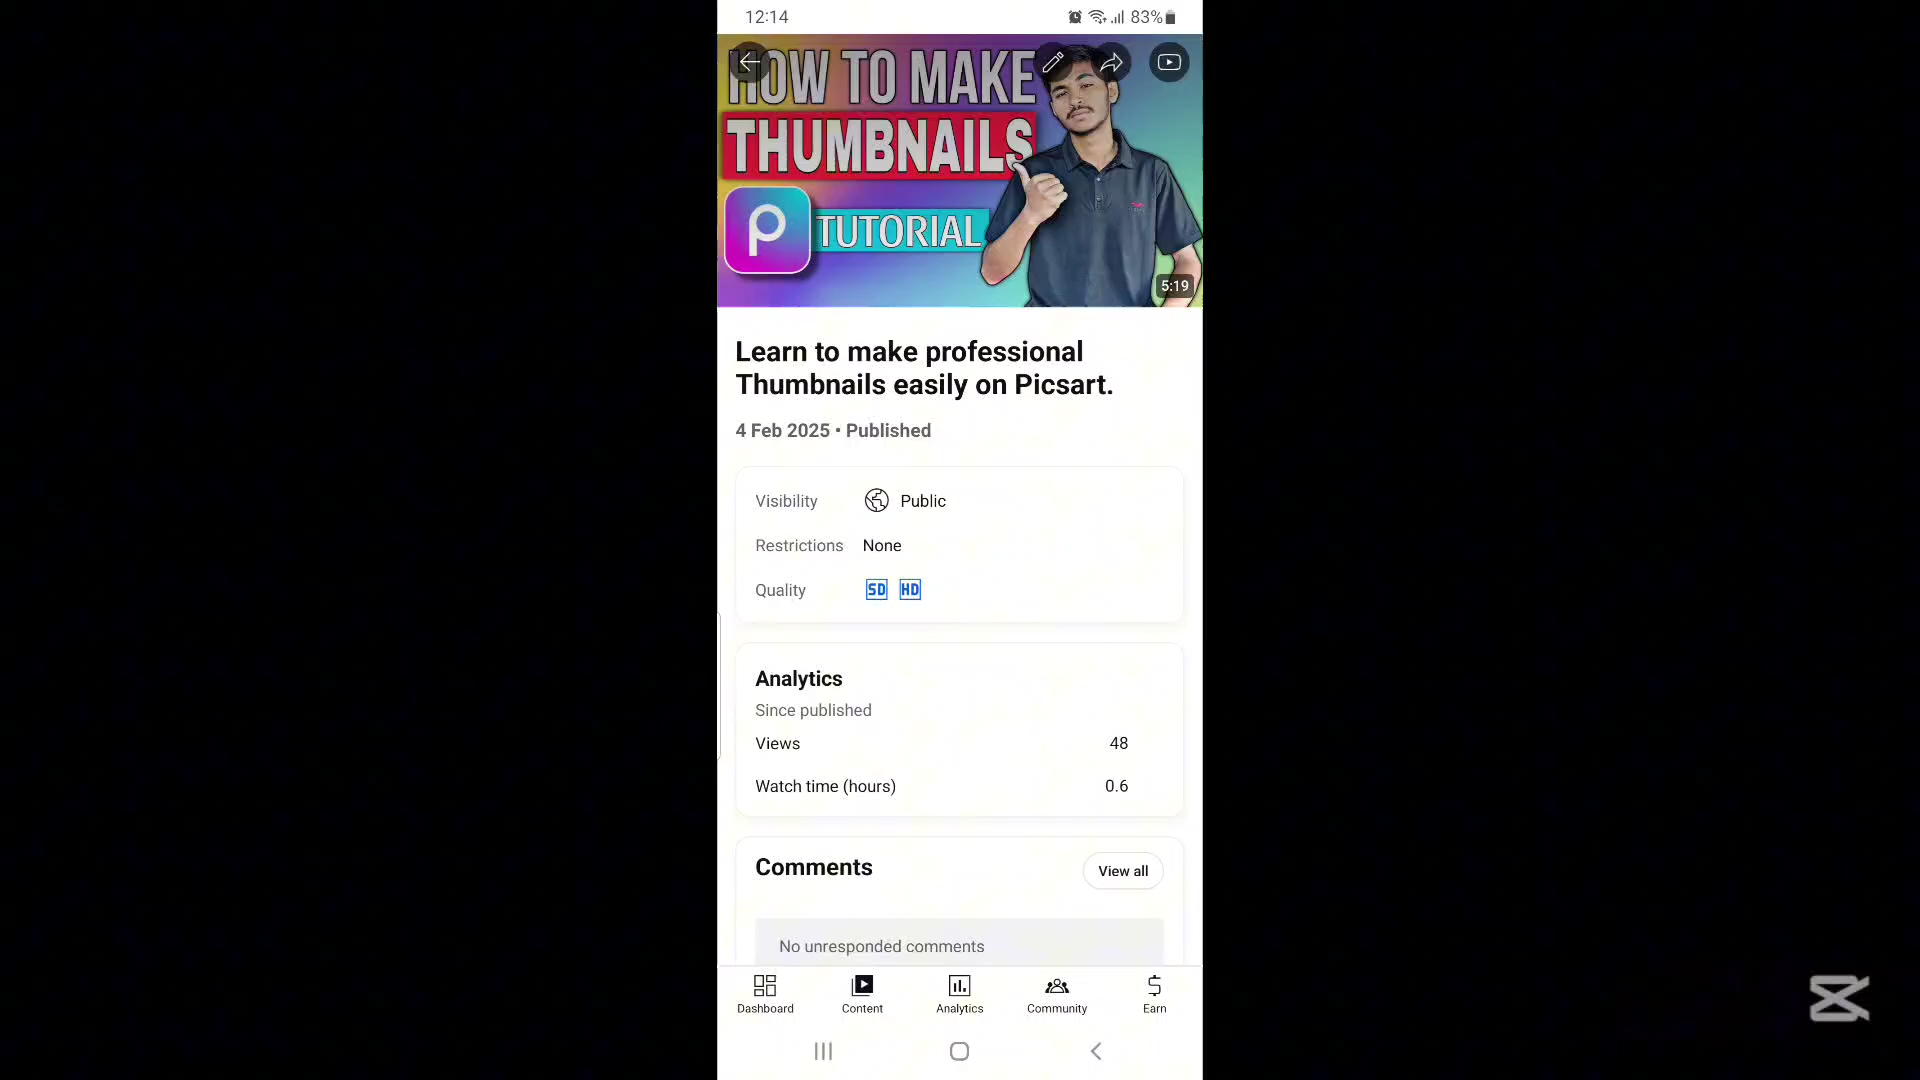 12:14
83%
HOW TO MAKE
THUMBNAILS
P TUTORIAL
5:19
Learn to make professional
Thumbnails easily on Picsart.
4 Feb 2025 • Published
Visibility Public
Restrictions None
Quality SD HD
Analytics
Since published
Views 48
Watch time (hours) 0.6
Comments View all
No unresponded comments
Dashboard Content Analytics Community Earn